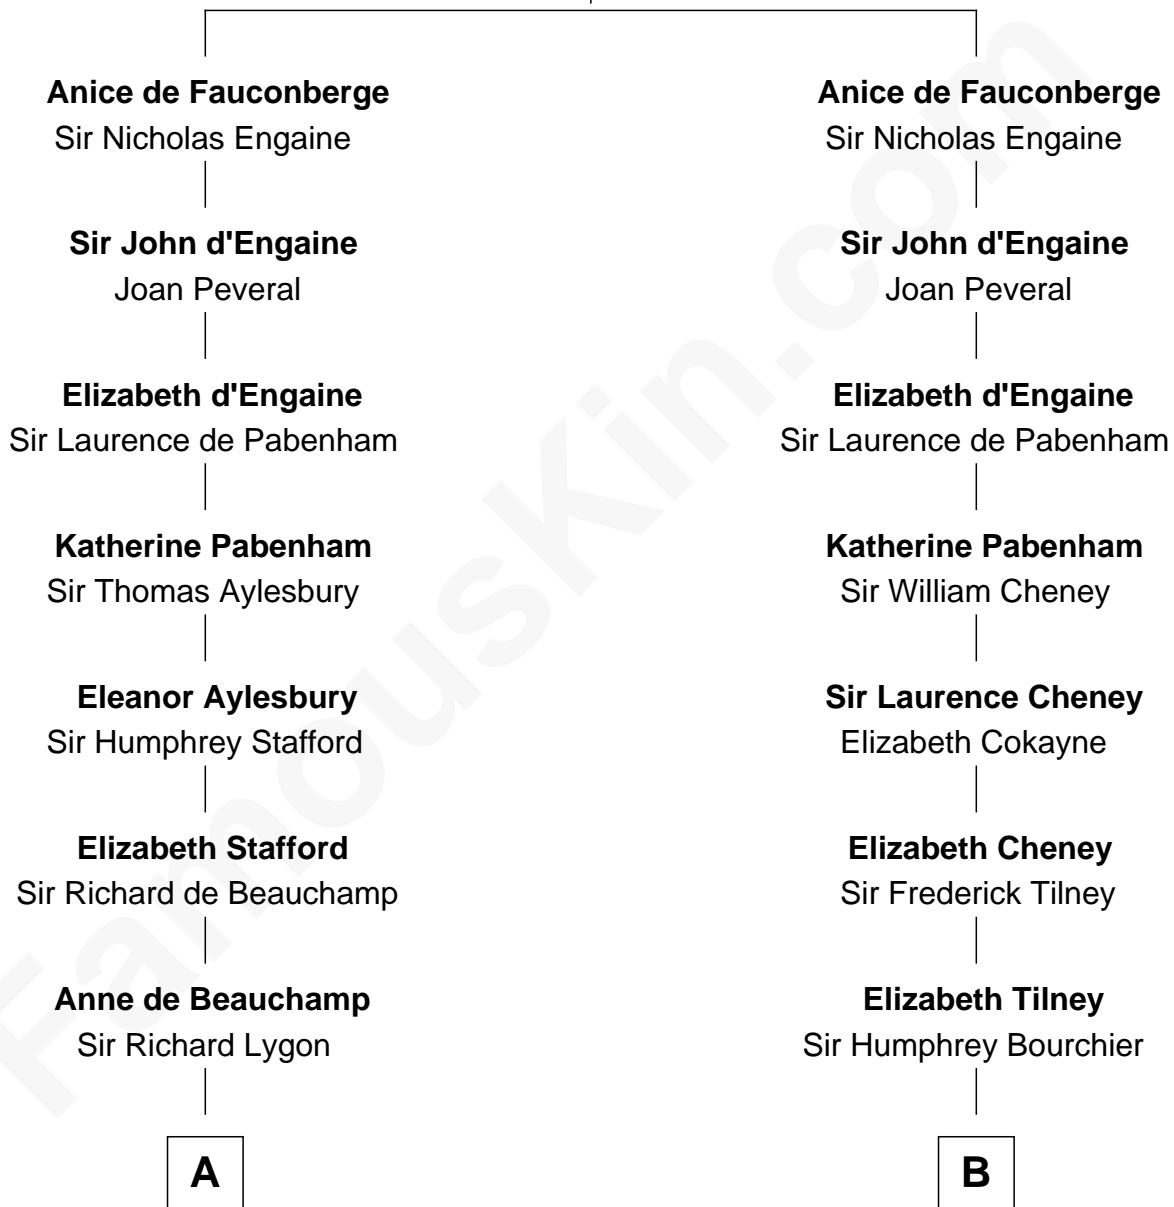 Anice de Fauconberge
Sir Nicholas Engaine
Sir John d'Engaine
Joan Peveral
Elizabeth d'Engaine
Sir Laurence de Pabenham
Katherine Pabenham
Sir Thomas Aylesbury
Eleanor Aylesbury
Sir Humphrey Stafford
Elizabeth Stafford
Sir Richard de Beauchamp
Anne de Beauchamp
Sir Richard Lygon
A
Anice de Fauconberge
Sir Nicholas Engaine
Sir John d'Engaine
Joan Peveral
Elizabeth d'Engaine
Sir Laurence de Pabenham
Katherine Pabenham
Sir William Cheney
Sir Laurence Cheney
Elizabeth Cokayne
Elizabeth Cheney
Sir Frederick Tilney
Elizabeth Tilney
Sir Humphrey Bourchier
B
FamousKin.com